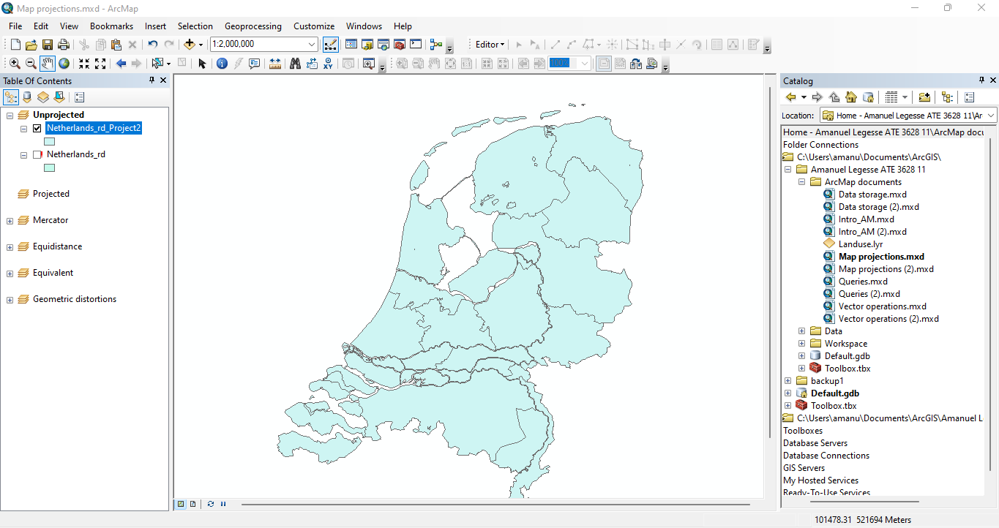 Map projections.mxd - ArcMap
File Edit View Bookmarks Insert Selection Geoprocessing Customize Windows Help
1:2,000,000
Editor
XY
100%
Table Of Contents
Unprojected
Netherlands_rd_Project2
Netherlands_rd
Projected
Mercator
Equidistance
Equivalent
Geometric distortions
Catalog
Location: Home - Amanuel Legesse ATE 3628 11\Ar
Home - Amanuel Legesse ATE 3628 11\ArcMap docu
Folder Connections
C:\Users\amanu\Documents\ArcGIS\
Amanuel Legesse ATE 3628 11
ArcMap documents
Data storage.mxd
Data storage (2).mxd
Intro_AM.mxd
Intro_AM (2).mxd
Landuse.lyr
Map projections.mxd
Map projections (2).mxd
Queries.mxd
Queries (2).mxd
Vector operations.mxd
Vector operations (2).mxd
Data
Workspace
Default.gdb
Toolbox.tbx
backup1
Default.gdb
Toolbox.tbx
C:\Users\amanu\Documents\ArcGIS\Amanuel L
Toolboxes
Database Servers
Database Connections
GIS Servers
My Hosted Services
Ready-To-Use Services
101478.31 521694 Meters